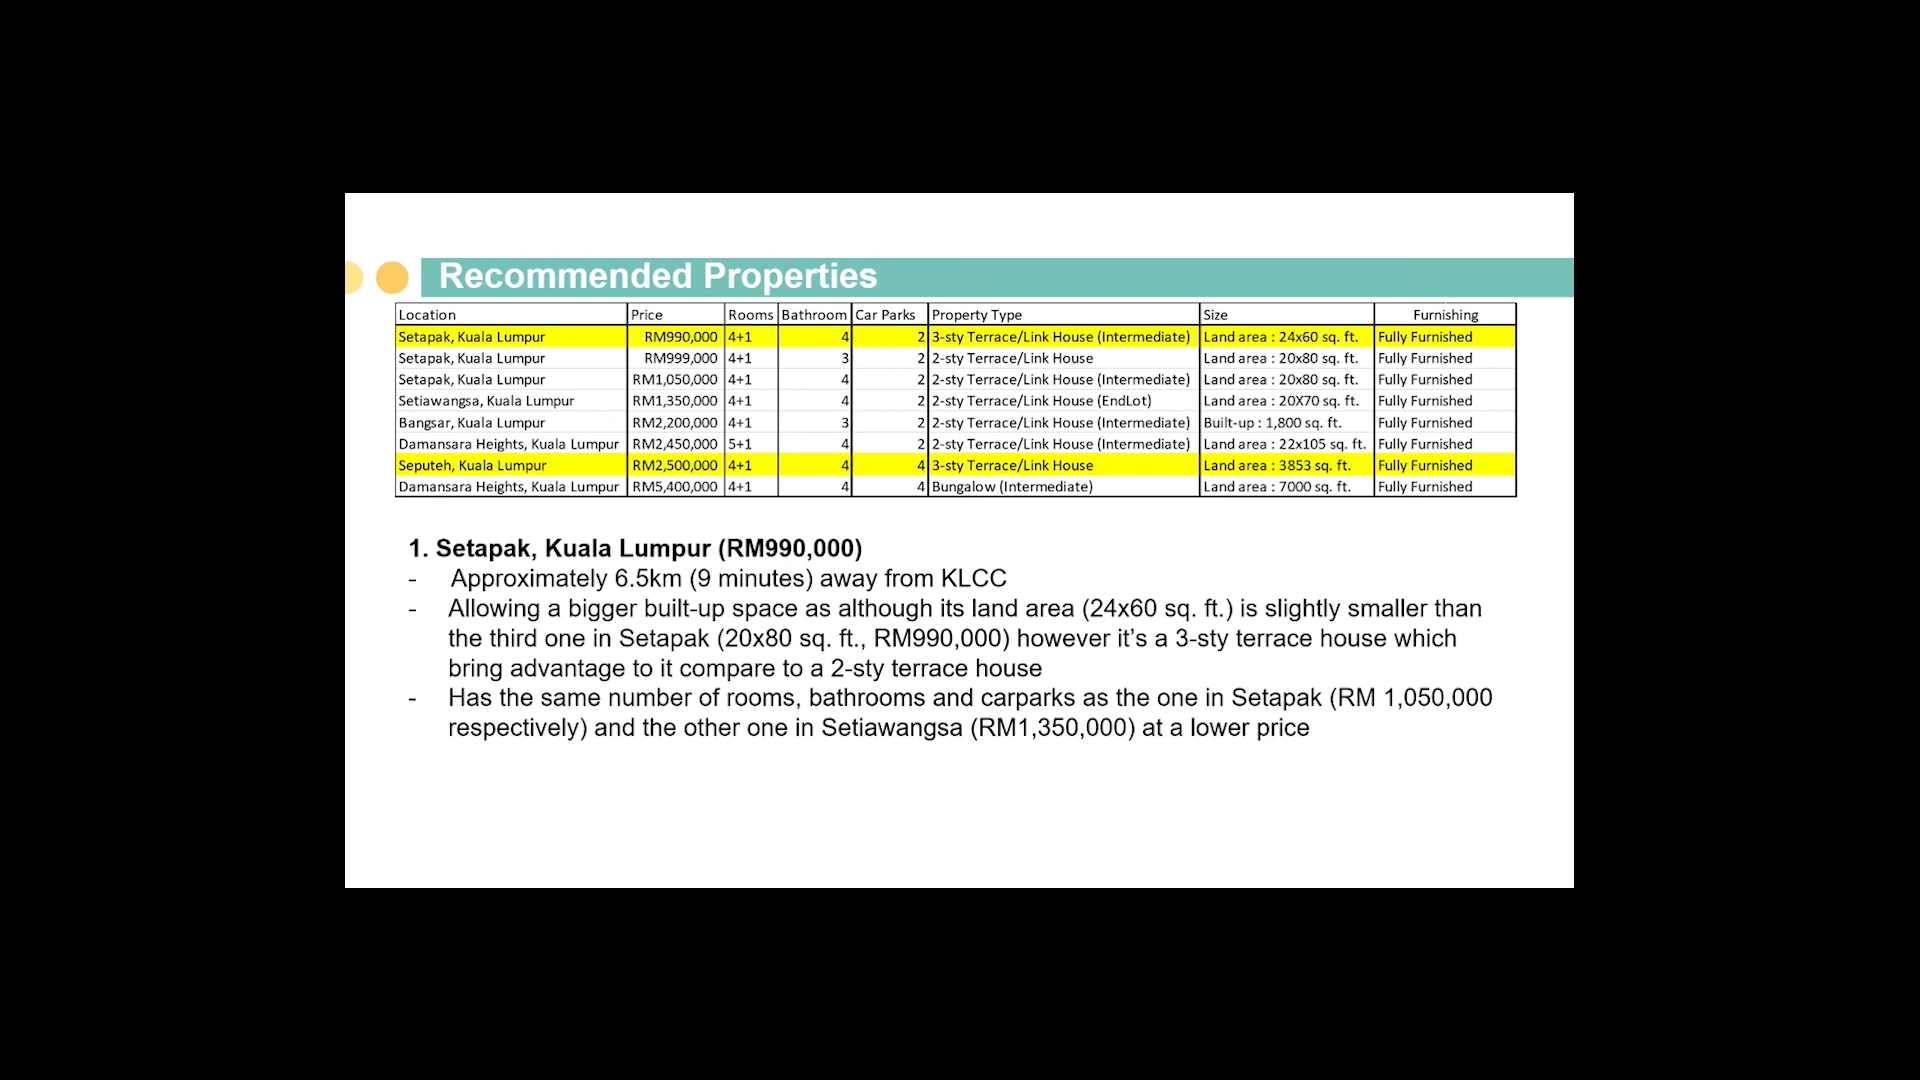 Recommended Properties
Location Price Rooms Bathroom Car Parks Property Type Size Furnishing
Setapak, Kuala Lumpur RM990,000 4+1 4 2 3-sty Terrace/Link House (Intermediate) Land area : 24x60 sq. ft. Fully Furnished
Setapak, Kuala Lumpur RM999,000 4+1 3 2 2-sty Terrace/Link House Land area : 20x80 sq. ft. Fully Furnished
Setapak, Kuala Lumpur RM1,050,000 4+1 4 2 2-sty Terrace/Link House (Intermediate) Land area : 20x80 sq. ft. Fully Furnished
Setiawangsa, Kuala Lumpur RM1,350,000 4+1 4 2 2-sty Terrace/Link House (EndLot) Land area : 20X70 sq. ft. Fully Furnished
Bangsar, Kuala Lumpur RM2,200,000 4+1 3 2 2-sty Terrace/Link House (Intermediate) Built-up : 1,800 sq. ft. Fully Furnished
Damansara Heights, Kuala Lumpur RM2,450,000 5+1 4 2 2-sty Terrace/Link House (Intermediate) Land area : 22x105 sq. ft. Fully Furnished
Seputeh, Kuala Lumpur RM2,500,000 4+1 4 4 3-sty Terrace/Link House Land area : 3853 sq. ft. Fully Furnished
Damansara Heights, Kuala Lumpur RM5,400,000 4+1 4 4 Bungalow (Intermediate) Land area : 7000 sq. ft. Fully Furnished
1. Setapak, Kuala Lumpur (RM990,000)
- Approximately 6.5km (9 minutes) away from KLCC
- Allowing a bigger built-up space as although its land area (24x60 sq. ft.) is slightly smaller than
the third one in Setapak (20x80 sq. ft., RM990,000) however it's a 3-sty terrace house which
bring advantage to it compare to a 2-sty terrace house
- Has the same number of rooms, bathrooms and carparks as the one in Setapak (RM 1,050,000
respectively) and the other one in Setiawangsa (RM1,350,000) at a lower price